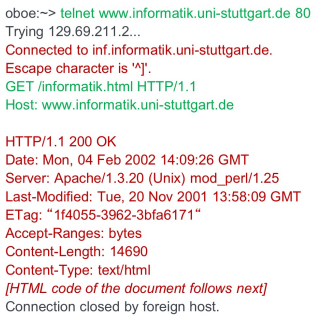 oboe:~> telnet www.informatik.uni-stuttgart.de 80
Trying 129.69.211.2...
Connected to inf.informatik.uni-stuttgart.de.
Escape character is '^]'.
GET /informatik.html HTTP/1.1
Host: www.informatik.uni-stuttgart.de
HTTP/1.1 200 OK
Date: Mon, 04 Feb 2002 14:09:26 GMT
Server: Apache/1.3.20 (Unix) mod_perl/1.25
Last-Modified: Tue, 20 Nov 2001 13:58:09 GMT
ETag: “1f4055-3962-3bfa6171“
Accept-Ranges: bytes
Content-Length: 14690
Content-Type: text/html
[HTML code of the document follows next]
Connection closed by foreign host.